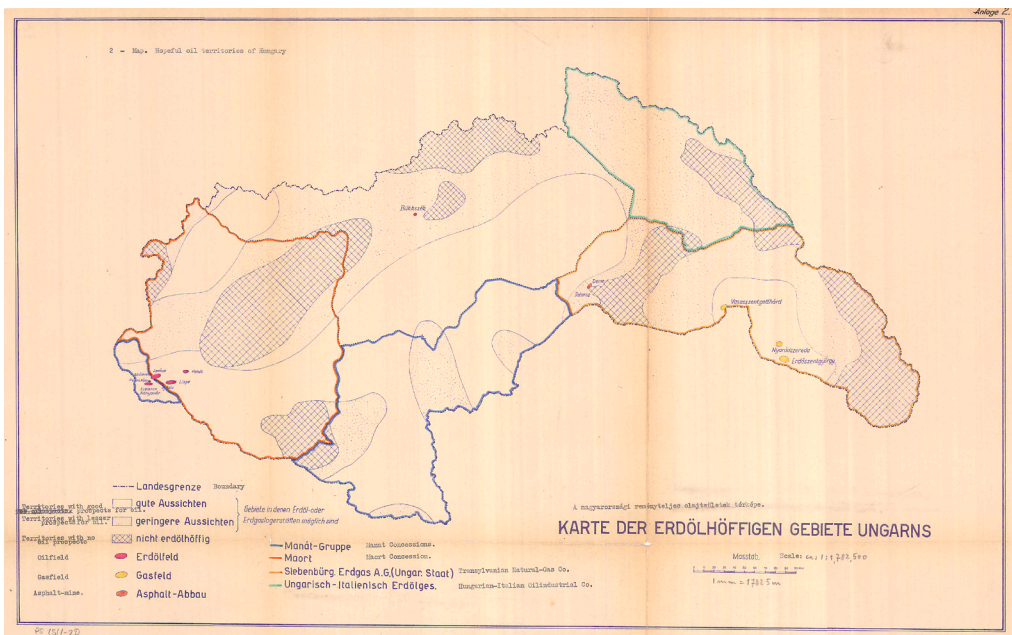 Anlage 2.
2 - Map. Hopeful oil territories of Hungary
Bükkszék
Derna
Vasasszentgotthárd
Nyárádszereda
Erdőszentgyörgy
Hahót
Lispe
Landesgrenze Boundary
Territories with good prospects for oil.
gute Aussichten
Territories with lesser prospects for oil.
geringere Aussichten
Gebiete in denen Erdöl-oder
Erdgaslagerstätten möglich sind
Territories with no oil prospects
nicht erdölhöffig
Oilfield Erdölfeld
Gasfield Gasfeld
Asphalt-mine. Asphalt-Abbau
Manát-Gruppe Manat Concessions.
Maort Maort Concession.
Siebenbürg. Erdgas A.G.(Ungar. Staat) Transylvanian Natural-Gas Co.
Ungarisch-Italienisch Erdölges. Hungarian-Italian Oilindustrial Co.
A magyarországi reményteljes olajterületek térképe.
KARTE DER ERDÖLHÖFFIGEN GEBIETE UNGARNS
Masstab. Scale: ca. 1:1,782,500
1 mm = 1782.5 m